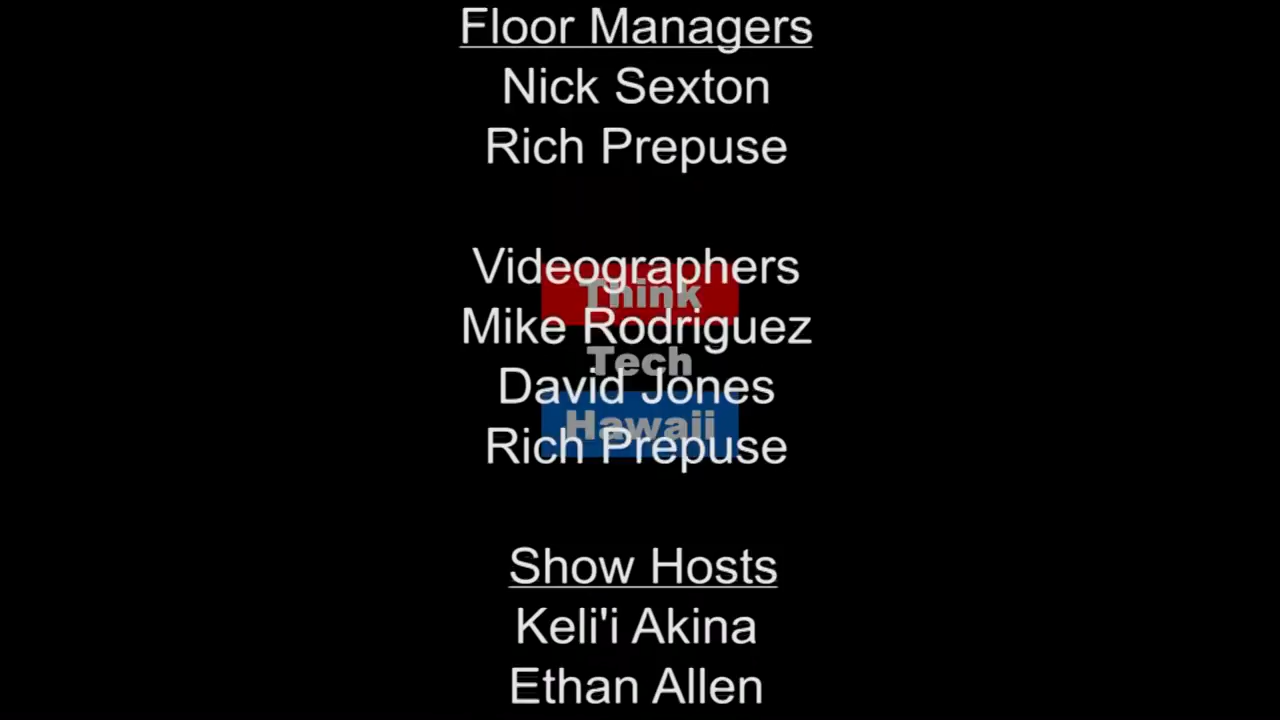 Floor Managers
Nick Sexton
Rich Prepuse
Videographers
Think
Mike Rodriguez
Tech
David Jones
Hawaii
Rich Prepuse
Show Hosts
Keli'i Akina
Ethan Allen